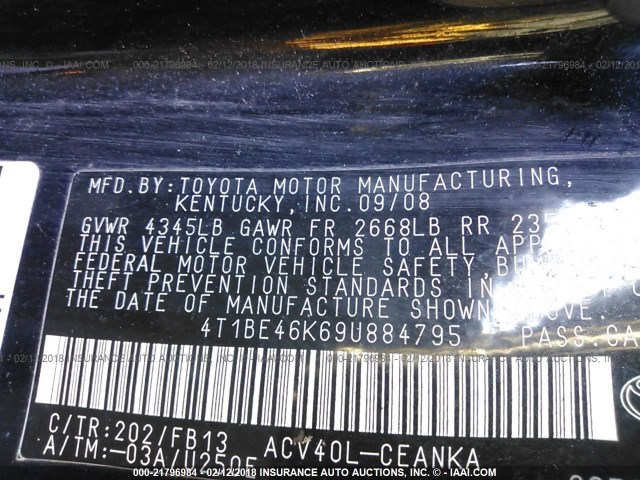 000-21796984 - 02/12/2018 - INSURANCE AUTO AUCTIONS, INC. - IAAI.COM
MFD. BY: TOYOTA MOTOR MANUFACTURING,
KENTUCKY, INC. 09/08
GVWR 4345LB GAWR FR 2668LB RR
THIS VEHICLE CONFORMS TO ALL
FEDERAL MOTOR VEHICLE SAFETY,
THEFT PREVENTION STANDARDS IN
THE DATE OF MANUFACTURE SHOWN
4T1BE46K69U884795 PASS.
C/TR: 202/FB13 ACV40L-CEANKA
A/TM: -03A/